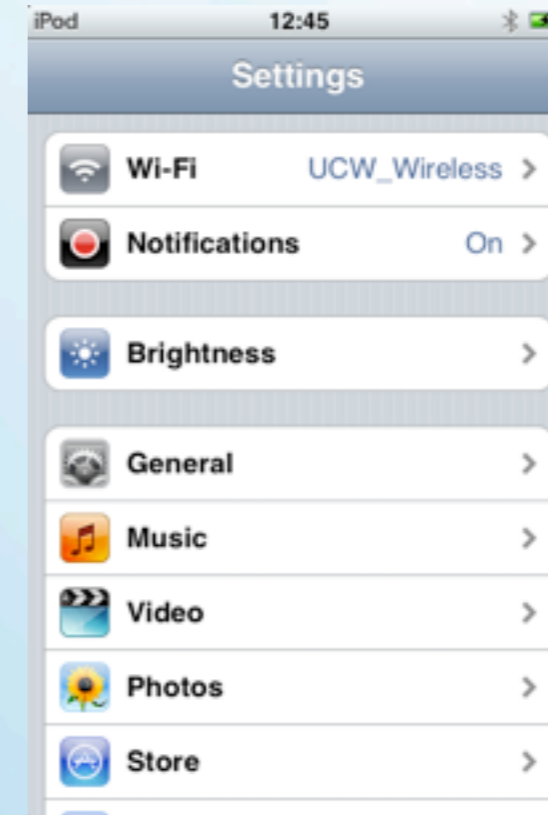 iPod 12:45
Settings
Wi-Fi UCW_Wireless
Notifications On
Brightness
General
Music
Video
Photos
Store